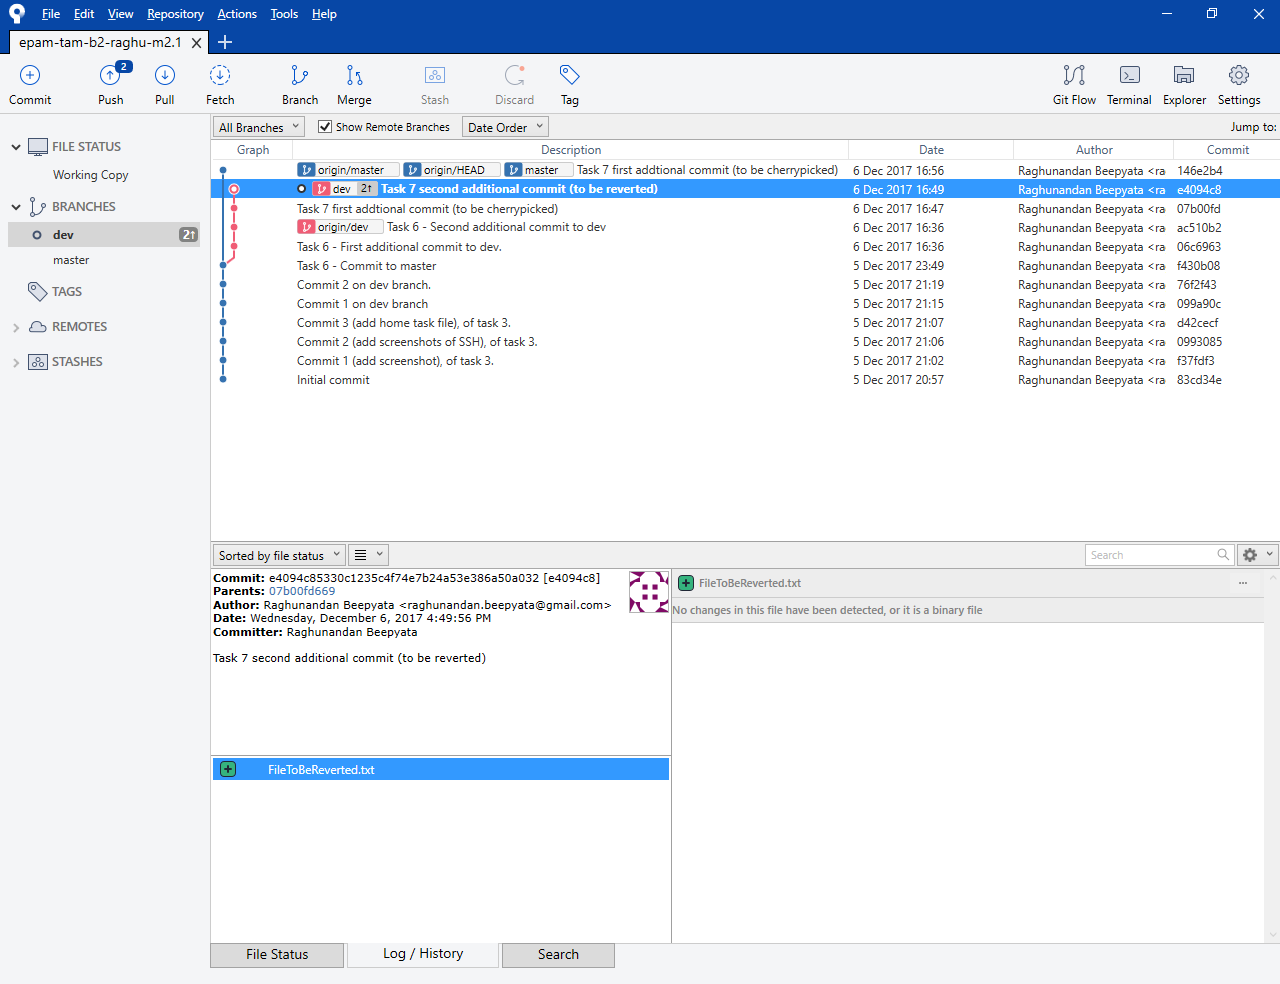 File Edit View Repository Actions Tools Help
epam-tam-b2-raghu-m2.1
2
Commit Push Pull Fetch Branch Merge Stash Discard Tag Git Flow Terminal Explorer Settings
All Branches Show Remote Branches Date Order Jump to:
FILE STATUS
Working Copy
BRANCHES
dev 2↑
master
TAGS
REMOTES
STASHES
Graph Description Date Author Commit
origin/master origin/HEAD master Task 7 first addtional commit (to be cherrypicked) 6 Dec 2017 16:56 Raghunandan Beepyata <ra 146e2b4
dev 2↑ Task 7 second additional commit (to be reverted) 6 Dec 2017 16:49 Raghunandan Beepyata <ra e4094c8
Task 7 first addtional commit (to be cherrypicked) 6 Dec 2017 16:47 Raghunandan Beepyata <ra 07b00fd
origin/dev Task 6 - Second additional commit to dev 6 Dec 2017 16:36 Raghunandan Beepyata <ra ac510b2
Task 6 - First additional commit to dev. 6 Dec 2017 16:36 Raghunandan Beepyata <ra 06c6963
Task 6 - Commit to master 5 Dec 2017 23:49 Raghunandan Beepyata <ra f430b08
Commit 2 on dev branch. 5 Dec 2017 21:19 Raghunandan Beepyata <ra 76f2f43
Commit 1 on dev branch 5 Dec 2017 21:15 Raghunandan Beepyata <ra 099a90c
Commit 3 (add home task file), of task 3. 5 Dec 2017 21:07 Raghunandan Beepyata <ra d42cecf
Commit 2 (add screenshots of SSH), of task 3. 5 Dec 2017 21:06 Raghunandan Beepyata <ra 0993085
Commit 1 (add screenshot), of task 3. 5 Dec 2017 21:02 Raghunandan Beepyata <ra f37fdf3
Initial commit 5 Dec 2017 20:57 Raghunandan Beepyata <ra 83cd34e
Sorted by file status Search
Commit: e4094c85330c1235c4f74e7b24a53e386a50a032 [e4094c8]
Parents: 07b00fd669
Author: Raghunandan Beepyata <raghunandan.beepyata@gmail.com>
Date: Wednesday, December 6, 2017 4:49:56 PM
Committer: Raghunandan Beepyata
Task 7 second additional commit (to be reverted)
FileToBeReverted.txt
FileToBeReverted.txt ...
No changes in this file have been detected, or it is a binary file
File Status Log / History Search